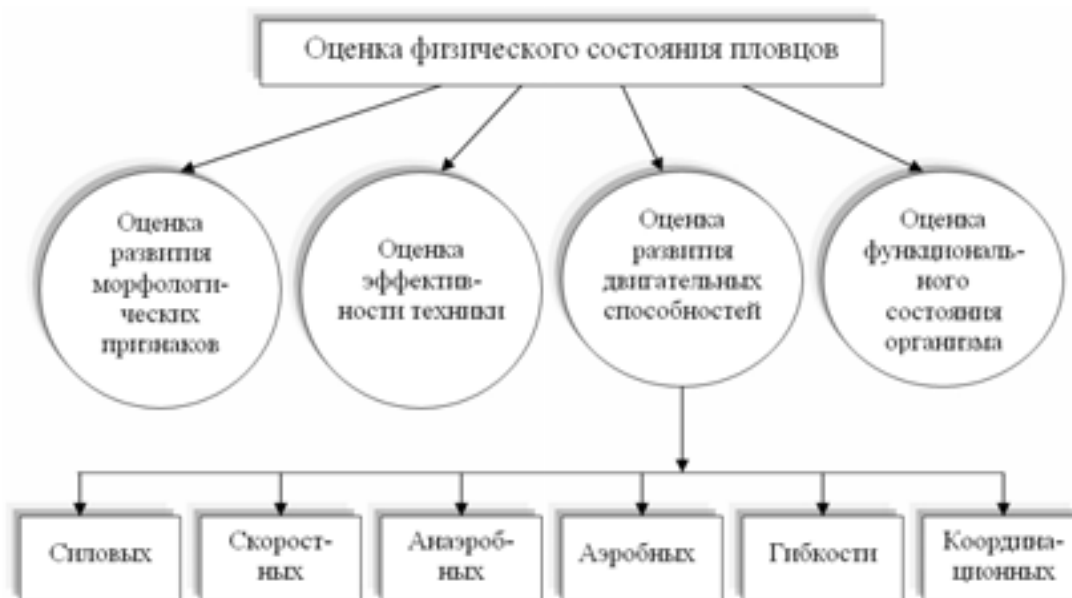 Оценка физического состояния пловцов
Оценка
развития
морфологи-
ческих
признаков
Оценка
эффектив-
ности техники
Оценка
развития
двигательных
способностей
Оценка
функциональ-
ного
состояния
организма
Силовых
Скорост-
ных
Анаэроб-
ных
Аэробных
Гибкости
Координа-
ционных